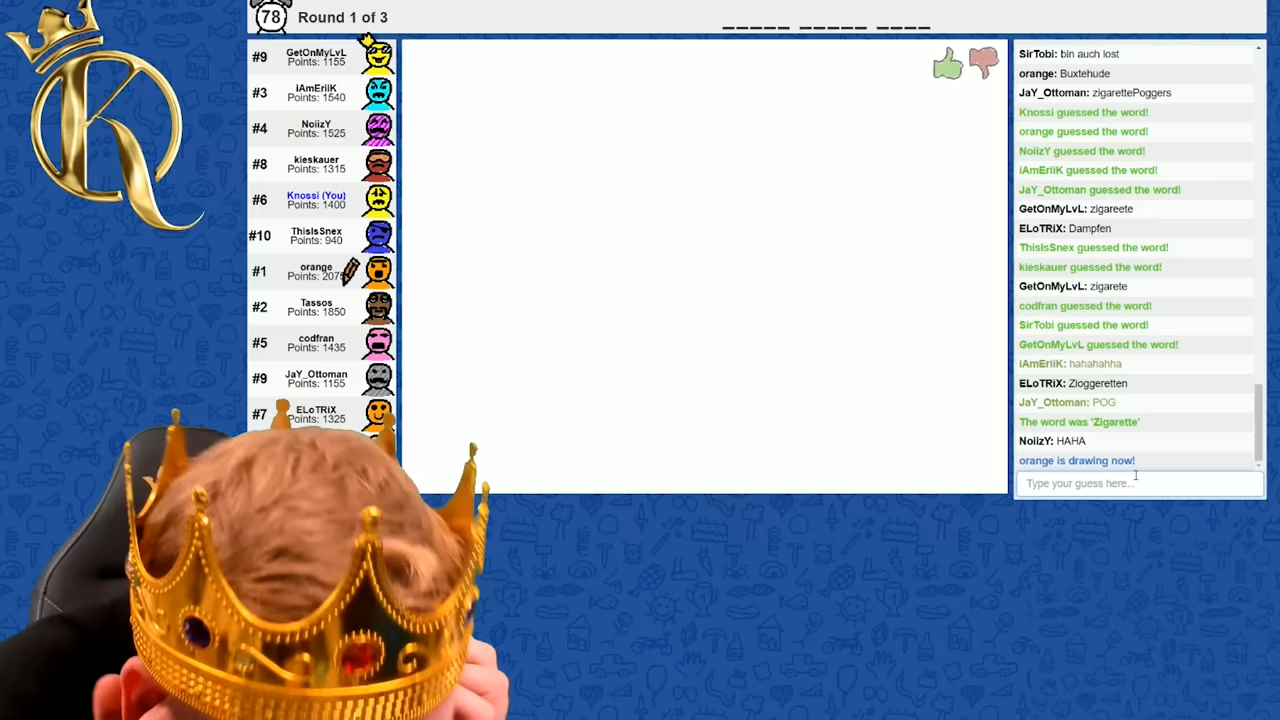 78
Round 1 of 3
_____ _____ ____
#9 GetOnMyLvL
Points: 1155
#3 iAmEriiK
Points: 1540
#4 NoiizY
Points: 1525
#8 kieskauer
Points: 1315
#6 Knossi (You)
Points: 1400
#10 ThisIsSnex
Points: 940
#1 orange
Points: 2075
#2 Tassos
Points: 1850
#5 codfran
Points: 1435
#9 JaY_Ottoman
Points: 1155
#7 ELoTRiX
Points: 1325
SirTobi: bin auch lost
orange: Buxtehude
JaY_Ottoman: zigarettePoggers
Knossi guessed the word!
orange guessed the word!
NoiizY guessed the word!
iAmEriiK guessed the word!
JaY_Ottoman guessed the word!
GetOnMyLvL: zigareete
ELoTRiX: Dampfen
ThisIsSnex guessed the word!
kieskauer guessed the word!
GetOnMyLvL: zigarete
codfran guessed the word!
SirTobi guessed the word!
GetOnMyLvL guessed the word!
iAmEriiK: hahahahha
ELoTRiX: Zioggeretten
JaY_Ottoman: POG
The word was 'Zigarette'
NoiizY: HAHA
orange is drawing now!
Type your guess here...